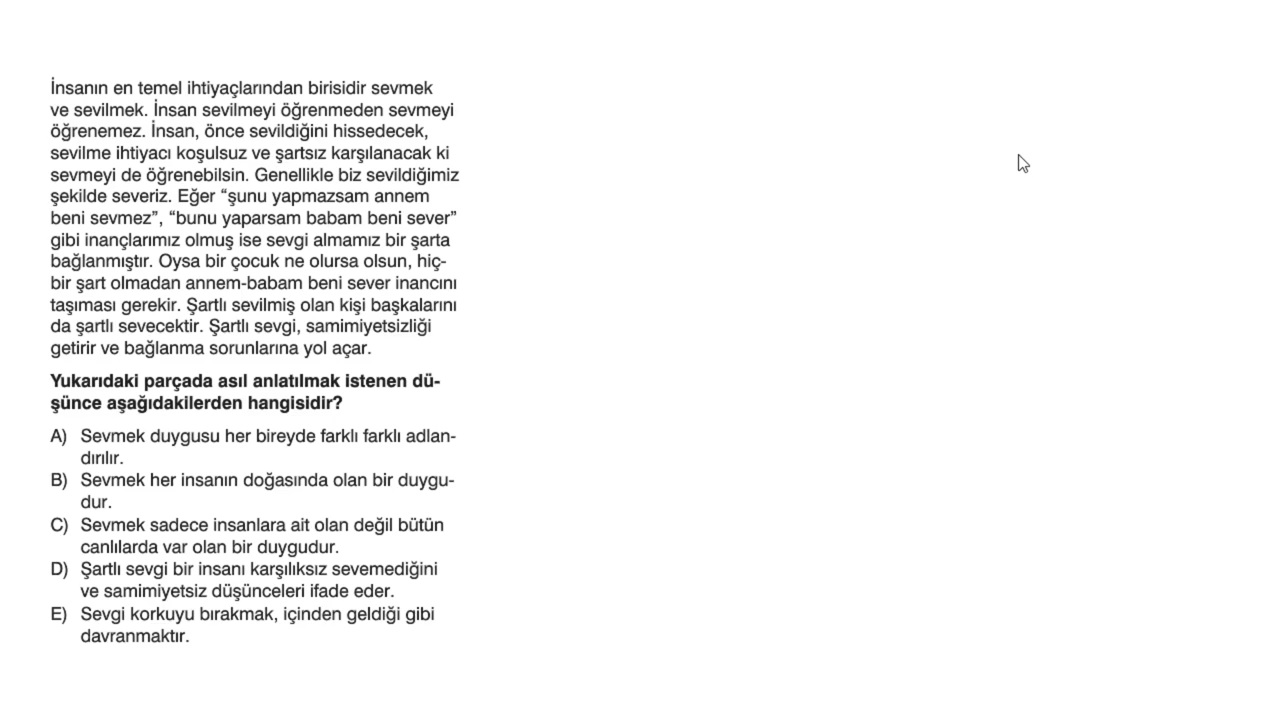 İnsanın en temel ihtiyaçlarından birisidir sevmek
ve sevilmek. İnsan sevilmeyi öğrenmeden sevmeyi
öğrenemez. İnsan, önce sevildiğini hissedecek,
sevilme ihtiyacı koşulsuz ve şartsız karşılanacak ki
sevmeyi de öğrenebilsin. Genellikle biz sevildiğimiz
şekilde severiz. Eğer “şunu yapmazsam annem
beni sevmez”, “bunu yaparsam babam beni sever”
gibi inançlarımız olmuş ise sevgi almamız bir şarta
bağlanmıştır. Oysa bir çocuk ne olursa olsun, hiç-
bir şart olmadan annem-babam beni sever inancını
taşıması gerekir. Şartlı sevilmiş olan kişi başkalarını
da şartlı sevecektir. Şartlı sevgi, samimiyetsizliği
getirir ve bağlanma sorunlarına yol açar.
Yukarıdaki parçada asıl anlatılmak istenen dü-
şünce aşağıdakilerden hangisidir?
A) Sevmek duygusu her bireyde farklı farklı adlan-
dırılır.
B) Sevmek her insanın doğasında olan bir duygu-
dur.
C) Sevmek sadece insanlara ait olan değil bütün
canlılarda var olan bir duygudur.
D) Şartlı sevgi bir insanı karşılıksız sevemediğini
ve samimiyetsiz düşünceleri ifade eder.
E) Sevgi korkuyu bırakmak, içinden geldiği gibi
davranmaktır.